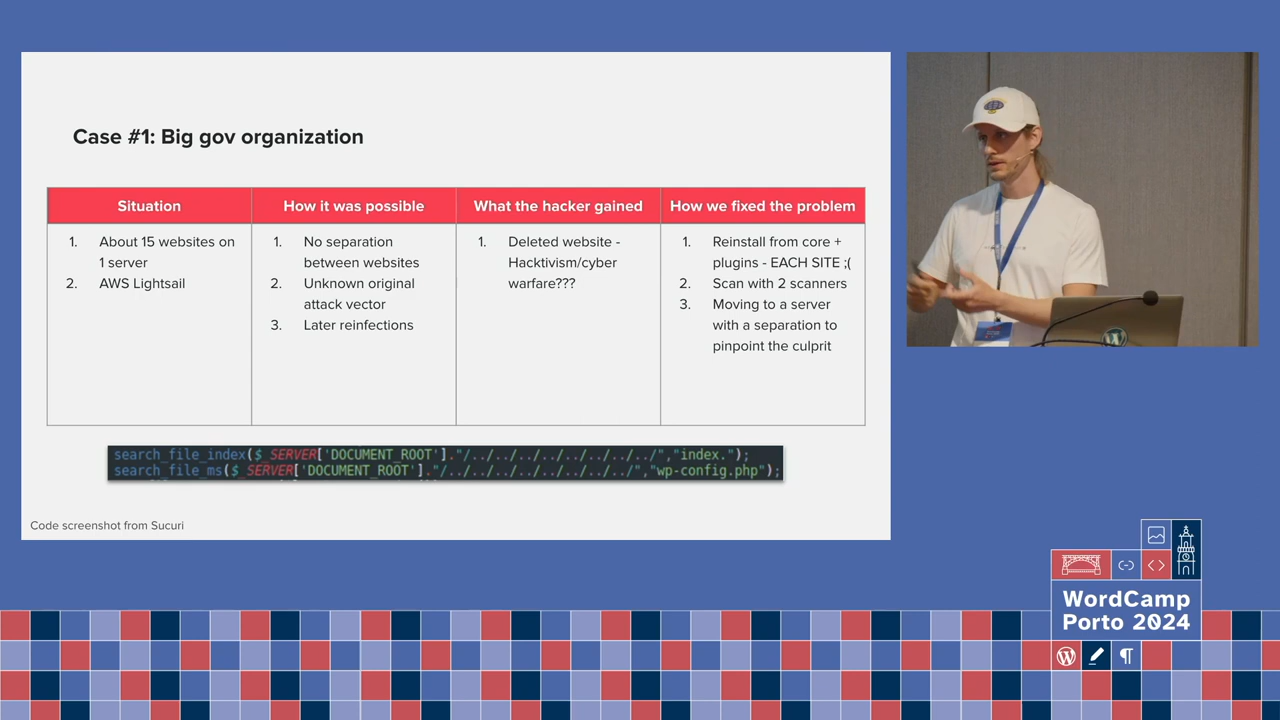 Case #1: Big gov organization
Situation
How it was possible
What the hacker gained
How we fixed the problem
1. About 15 websites on
1 server
2. AWS Lightsail
1. No separation
between websites
2. Unknown original
attack vector
3. Later reinfections
1. Deleted website -
Hacktivism/cyber
warfare???
1. Reinstall from core +
plugins - EACH SITE ;(
2. Scan with 2 scanners
3. Moving to a server
with a separation to
pinpoint the culprit
search_file_index($_SERVER['DOCUMENT_ROOT']."/../../../../../../../../","index.");
search_file_ms($_SERVER['DOCUMENT_ROOT']."/../../../../../../../../","wp-config.php");
Code screenshot from Sucuri
WordCamp
Porto 2024